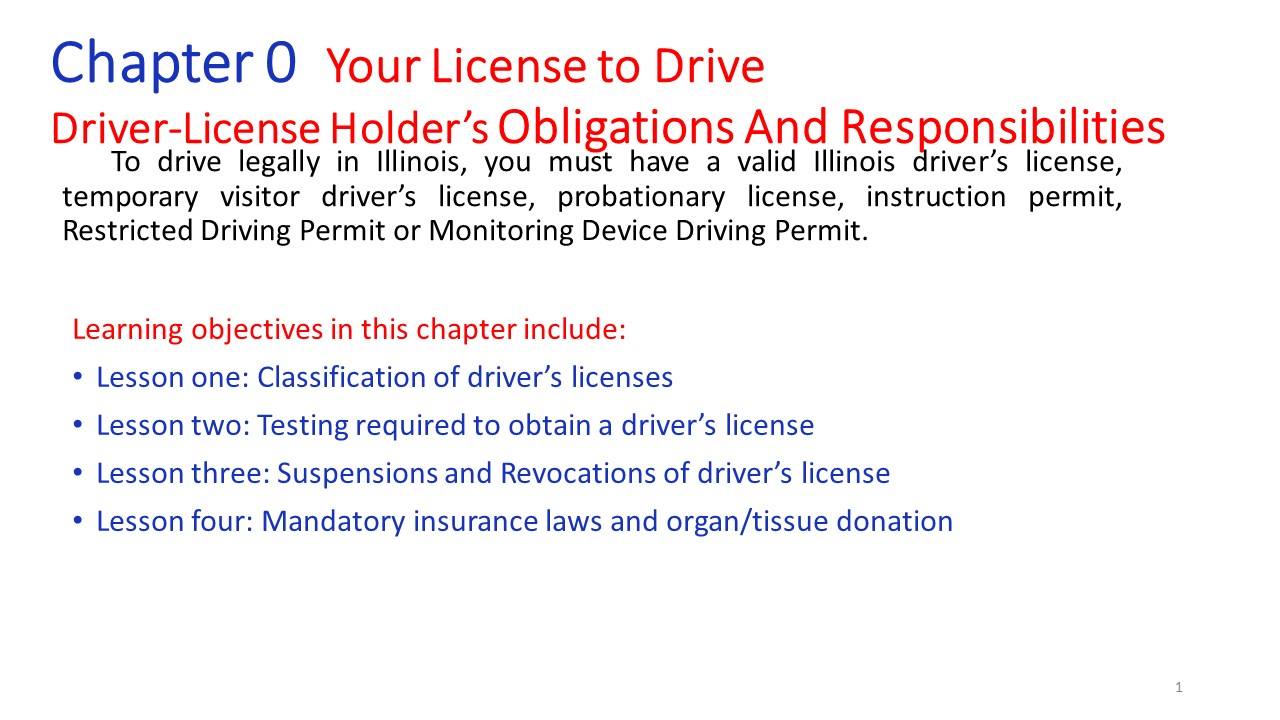 Chapter 0 Your License to Drive
Driver-License Holder’s Obligations And Responsibilities
To drive legally in Illinois, you must have a valid Illinois driver’s license,
temporary visitor driver’s license, probationary license, instruction permit,
Restricted Driving Permit or Monitoring Device Driving Permit.
Learning objectives in this chapter include:
• Lesson one: Classification of driver’s licenses
• Lesson two: Testing required to obtain a driver’s license
• Lesson three: Suspensions and Revocations of driver’s license
• Lesson four: Mandatory insurance laws and organ/tissue donation
1